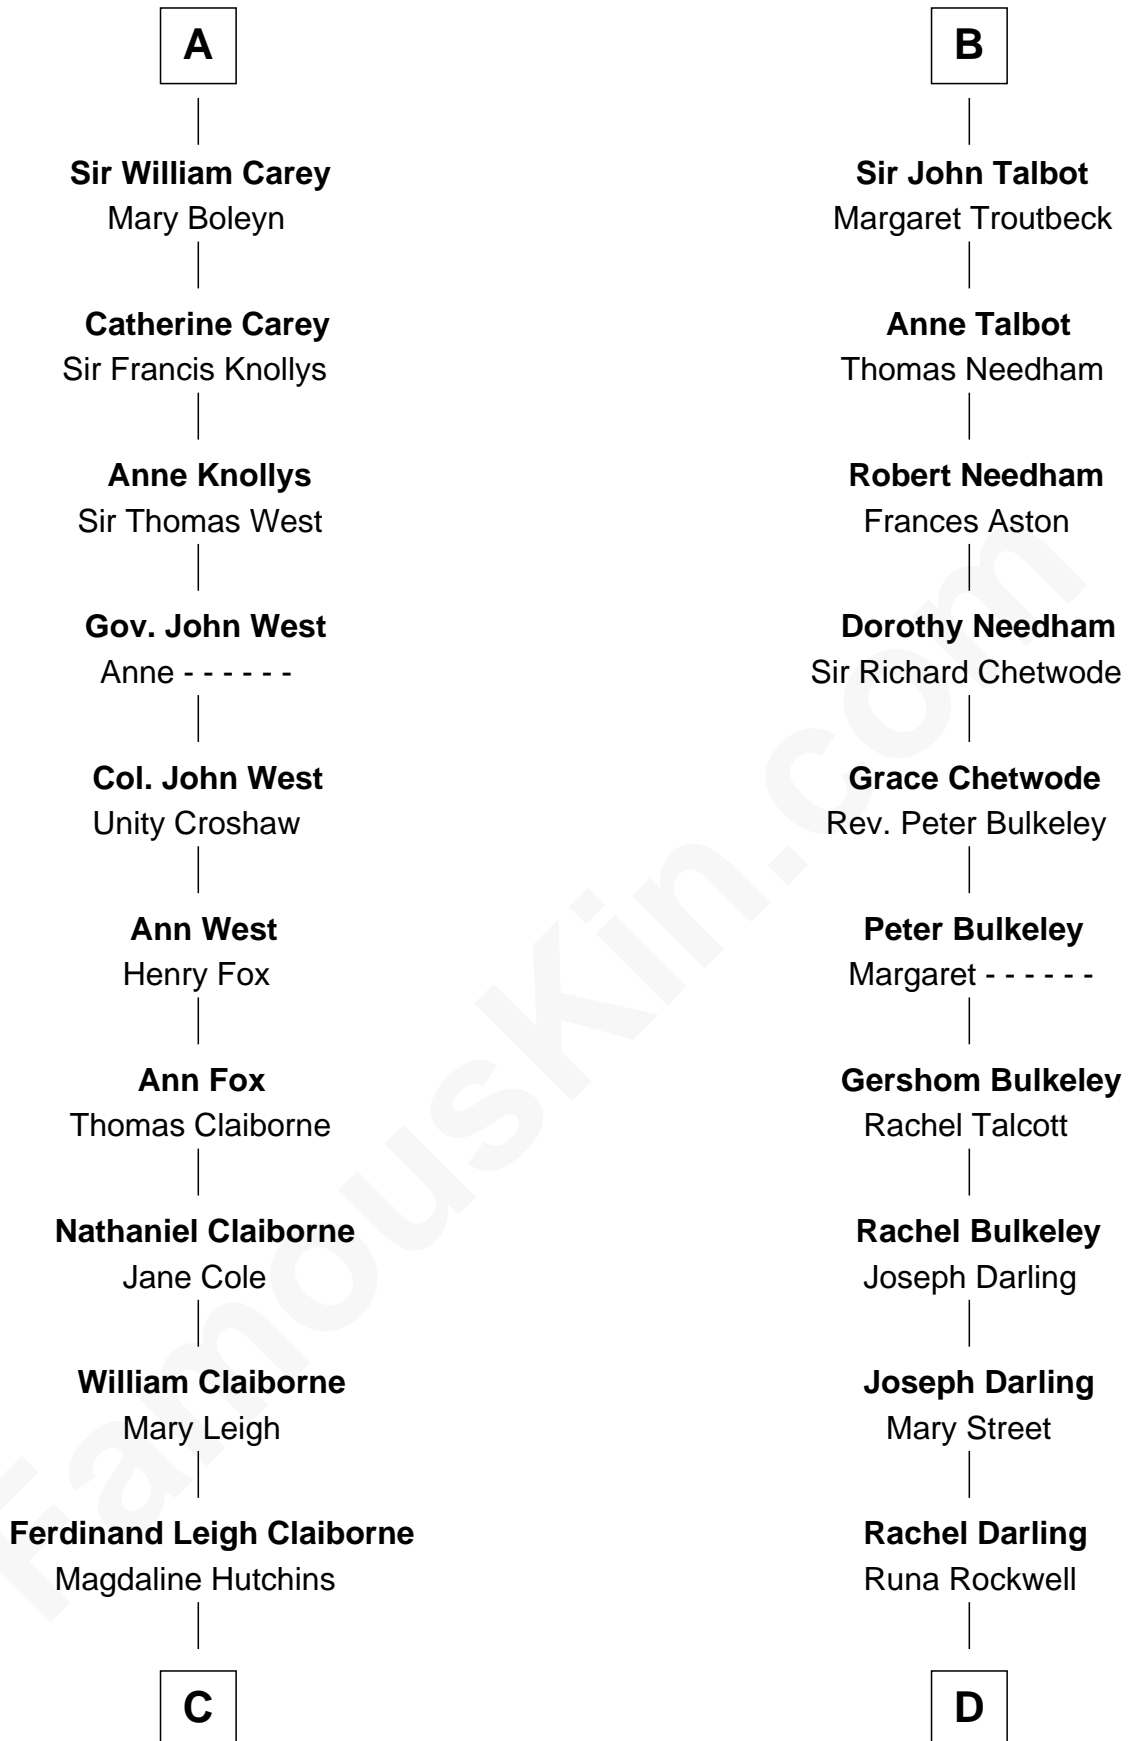 A
Sir William Carey
Mary Boleyn
Catherine Carey
Sir Francis Knollys
Anne Knollys
Sir Thomas West
Gov. John West
Anne - - - - - -
Col. John West
Unity Croshaw
Ann West
Henry Fox
Ann Fox
Thomas Claiborne
Nathaniel Claiborne
Jane Cole
William Claiborne
Mary Leigh
Ferdinand Leigh Claiborne
Magdaline Hutchins
C
B
Sir John Talbot
Margaret Troutbeck
Anne Talbot
Thomas Needham
Robert Needham
Frances Aston
Dorothy Needham
Sir Richard Chetwode
Grace Chetwode
Rev. Peter Bulkeley
Peter Bulkeley
Margaret - - - - - -
Gershom Bulkeley
Rachel Talcott
Rachel Bulkeley
Joseph Darling
Joseph Darling
Mary Street
Rachel Darling
Runa Rockwell
D
FamousKin.com